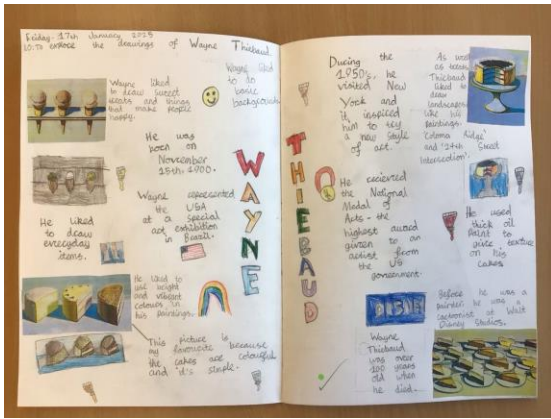 Friday 17th January 2025
LO: To explore the drawings of Wayne Thiebaud
Wayne liked
to draw sweet
treats and things
that make people
happy.
Wayne liked
to do
basic
backgrounds
He was
born on
November
15th, 1920.
Wayne represented
the USA
at a special
art exhibition
in Brazil.
He liked
to draw
everyday
items.
He liked to
use bright
and vibrant
colours in
his paintings.
This picture is
my favourite because
the cakes are colourful
and it's simple.
WAYNE
THIEBAUD
During the
1950's, he
visited New
York and
it inspired
him to try
a new style
of art.
He recieved
the National
Medal of
Arts - the
highest award
given to an
artist from
the US
government.
DISNEY
Wayne
Thiebaud
was over
100 years
old when
he died...
As well
as treats,
Thiebaud
liked to
draw
landscapes
like his
paintings:
'Coloma Ridge'
and '24th Street
Intersection'.
He used
thick oil
paint to
give texture
on his
cakes
Before he was a
painter he was a
cartoonist at Walt
Disney Studios.